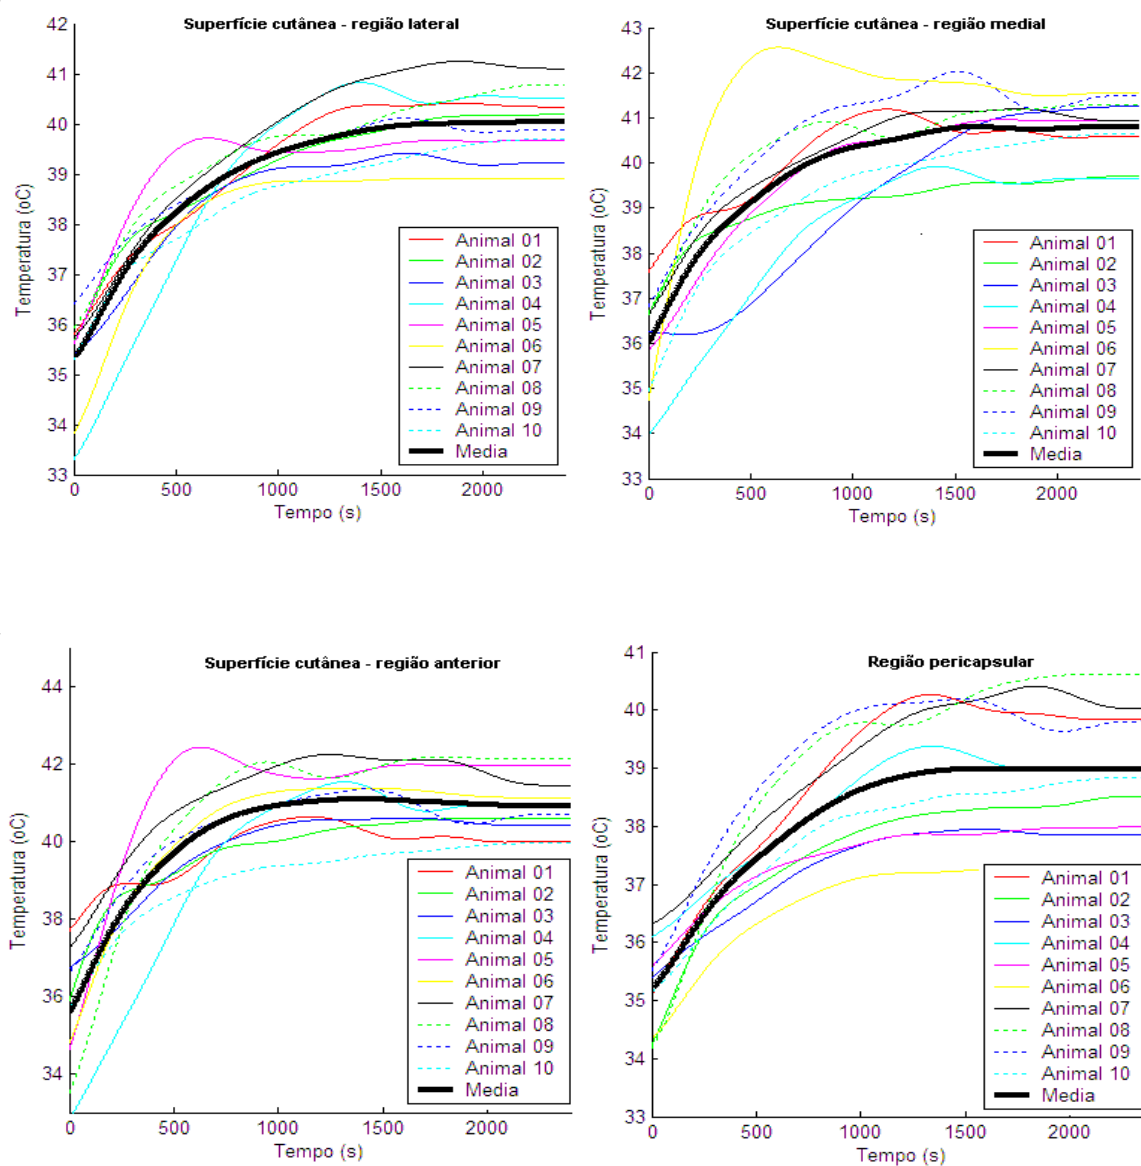 Superfície cutânea - região lateral
42
41
40
39
38
37
36
35
34
33
Temperatura (oC)
0 500 1000 1500 2000
Tempo (s)
Animal 01
Animal 02
Animal 03
Animal 04
Animal 05
Animal 06
Animal 07
Animal 08
Animal 09
Animal 10
Media
Superfície cutânea - região medial
43
42
41
40
39
38
37
36
35
34
33
Temperatura (oC)
0 500 1000 1500 2000
Tempo (s)
Animal 01
Animal 02
Animal 03
Animal 04
Animal 05
Animal 06
Animal 07
Animal 08
Animal 09
Animal 10
Media
Superfície cutânea - região anterior
44
42
40
38
36
34
Temperatura (oC)
0 500 1000 1500 2000
Tempo (s)
Animal 01
Animal 02
Animal 03
Animal 04
Animal 05
Animal 06
Animal 07
Animal 08
Animal 09
Animal 10
Media
Região pericapsular
41
40
39
38
37
36
35
34
33
Temperatura (oC)
0 500 1000 1500 2000
Tempo (s)
Animal 01
Animal 02
Animal 03
Animal 04
Animal 05
Animal 06
Animal 07
Animal 08
Animal 09
Animal 10
Media